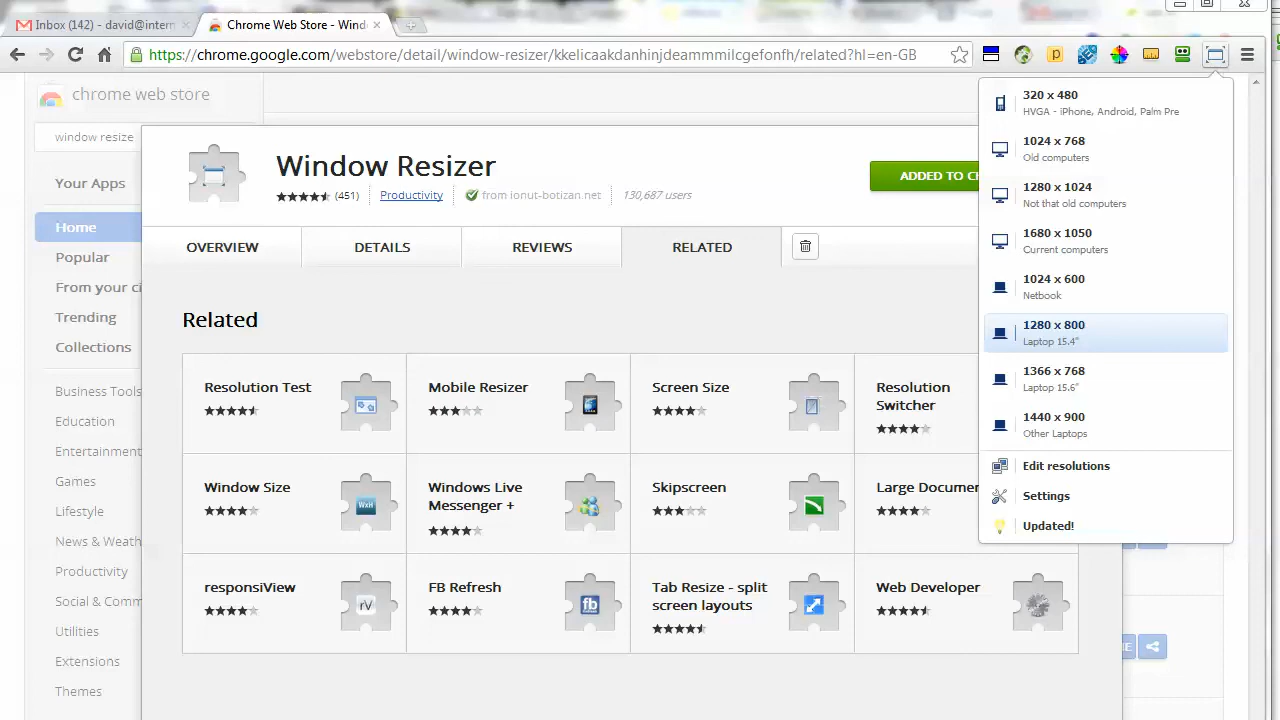 Inbox (142) - david@intern
Chrome Web Store - Wind
https://chrome.google.com/webstore/detail/window-resizer/kkelicaakdanhinjdeammmilcgefonfh/related?hl=en-GB
chrome web store
window resize
Your Apps
Home
Popular
From your ci
Trending
Collections
Business Tools
Education
Entertainment
Games
Lifestyle
News & Weath
Productivity
Social & Comm
Utilities
Extensions
Themes
Window Resizer
(451)
Productivity
from ionut-botizan.net
130,687 users
ADDED TO CH
OVERVIEW
DETAILS
REVIEWS
RELATED
Related
Resolution Test
Mobile Resizer
Screen Size
Resolution
Switcher
Window Size
WxH
Windows Live
Messenger +
Skipscreen
Large Documen
responsiView
rV
FB Refresh
fb
Tab Resize - split
screen layouts
Web Developer
320 x 480
HVGA - iPhone, Android, Palm Pre
1024 x 768
Old computers
1280 x 1024
Not that old computers
1680 x 1050
Current computers
1024 x 600
Netbook
1280 x 800
Laptop 15.4"
1366 x 768
Laptop 15.6"
1440 x 900
Other Laptops
Edit resolutions
Settings
Updated!